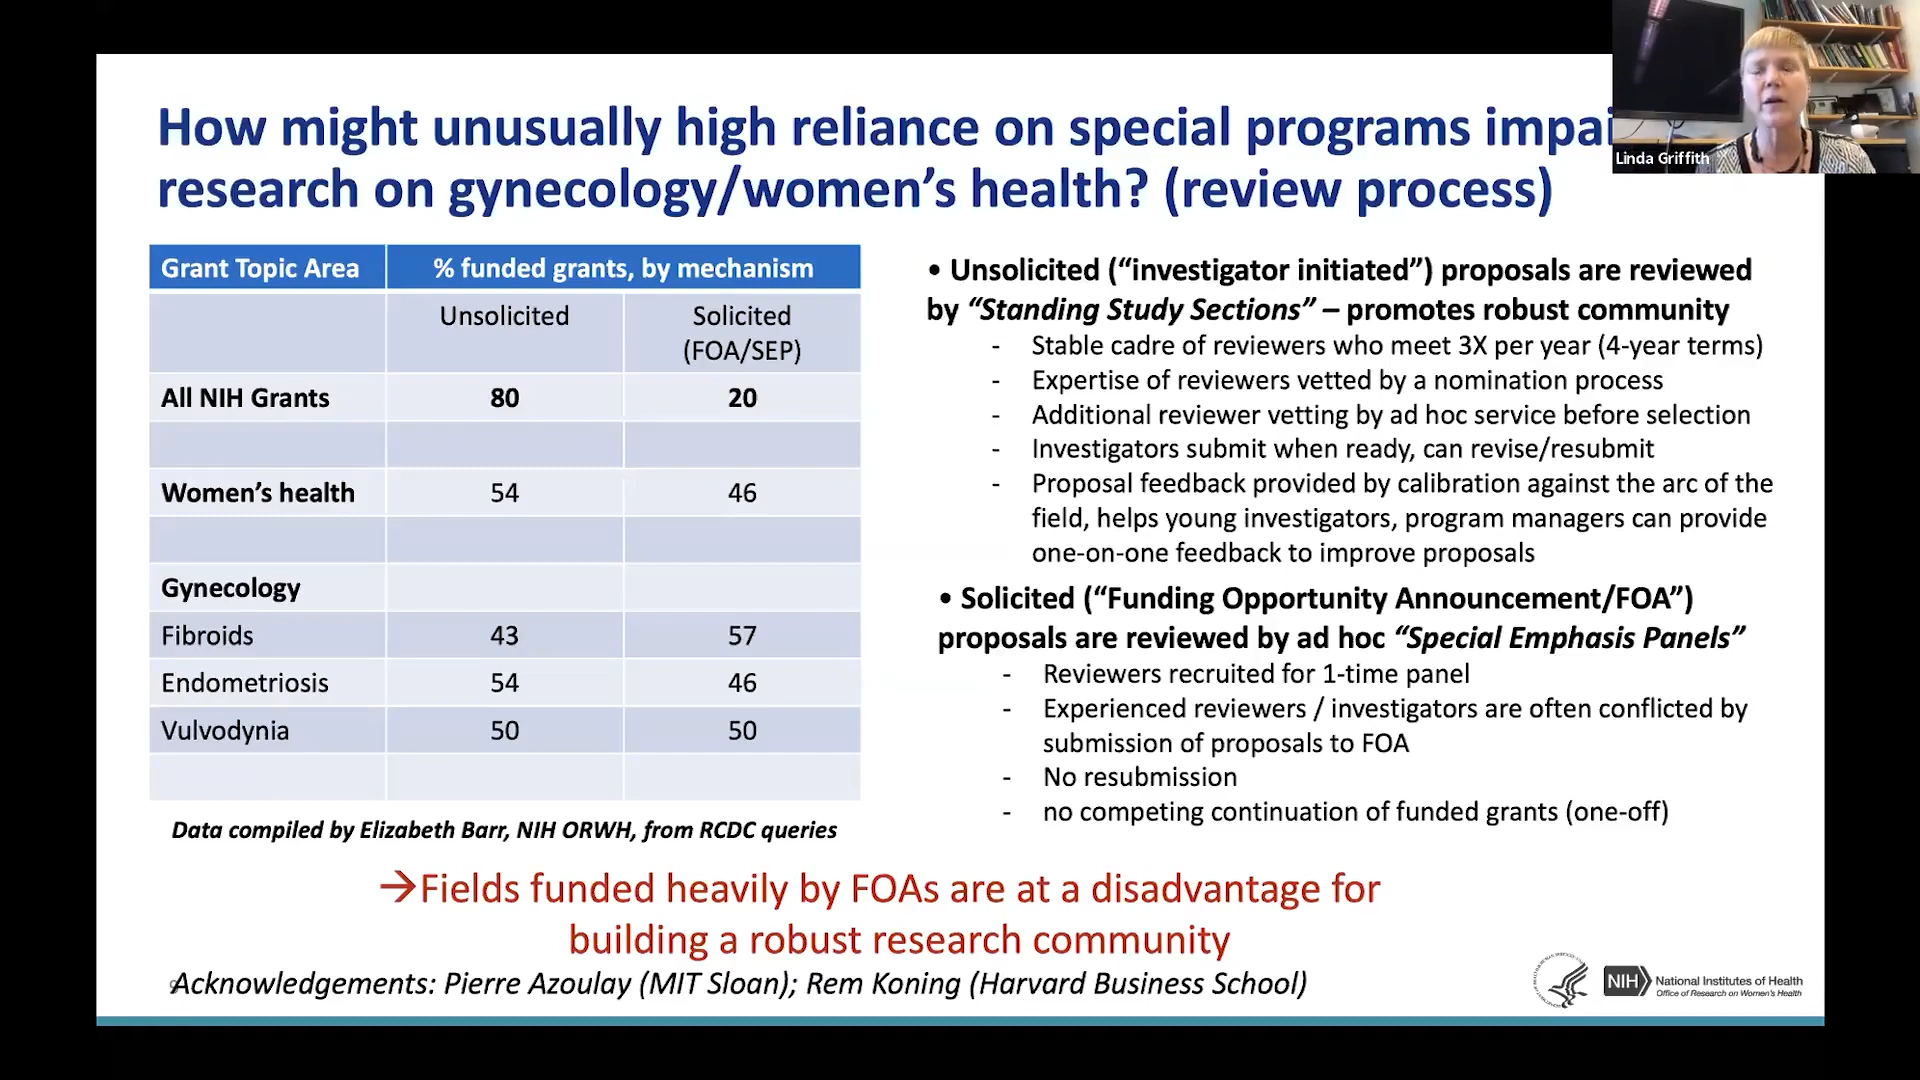 How might unusually high reliance on special programs impai
Linda Griffith
research on gynecology/women’s health? (review process)
Grant Topic Area % funded grants, by mechanism
Unsolicited Solicited
(FOA/SEP)
All NIH Grants 80 20
Women’s health 54 46
Gynecology
Fibroids 43 57
Endometriosis 54 46
Vulvodynia 50 50
Data compiled by Elizabeth Barr, NIH ORWH, from RCDC queries
• Unsolicited (“investigator initiated”) proposals are reviewed
by “Standing Study Sections” – promotes robust community
- Stable cadre of reviewers who meet 3X per year (4-year terms)
- Expertise of reviewers vetted by a nomination process
- Additional reviewer vetting by ad hoc service before selection
- Investigators submit when ready, can revise/resubmit
- Proposal feedback provided by calibration against the arc of the
field, helps young investigators, program managers can provide
one-on-one feedback to improve proposals
• Solicited (“Funding Opportunity Announcement/FOA”)
proposals are reviewed by ad hoc “Special Emphasis Panels”
- Reviewers recruited for 1-time panel
- Experienced reviewers / investigators are often conflicted by
submission of proposals to FOA
- No resubmission
- no competing continuation of funded grants (one-off)
→Fields funded heavily by FOAs are at a disadvantage for
building a robust research community
Acknowledgements: Pierre Azoulay (MIT Sloan); Rem Koning (Harvard Business School)
NIH National Institutes of Health
Office of Research on Women’s Health